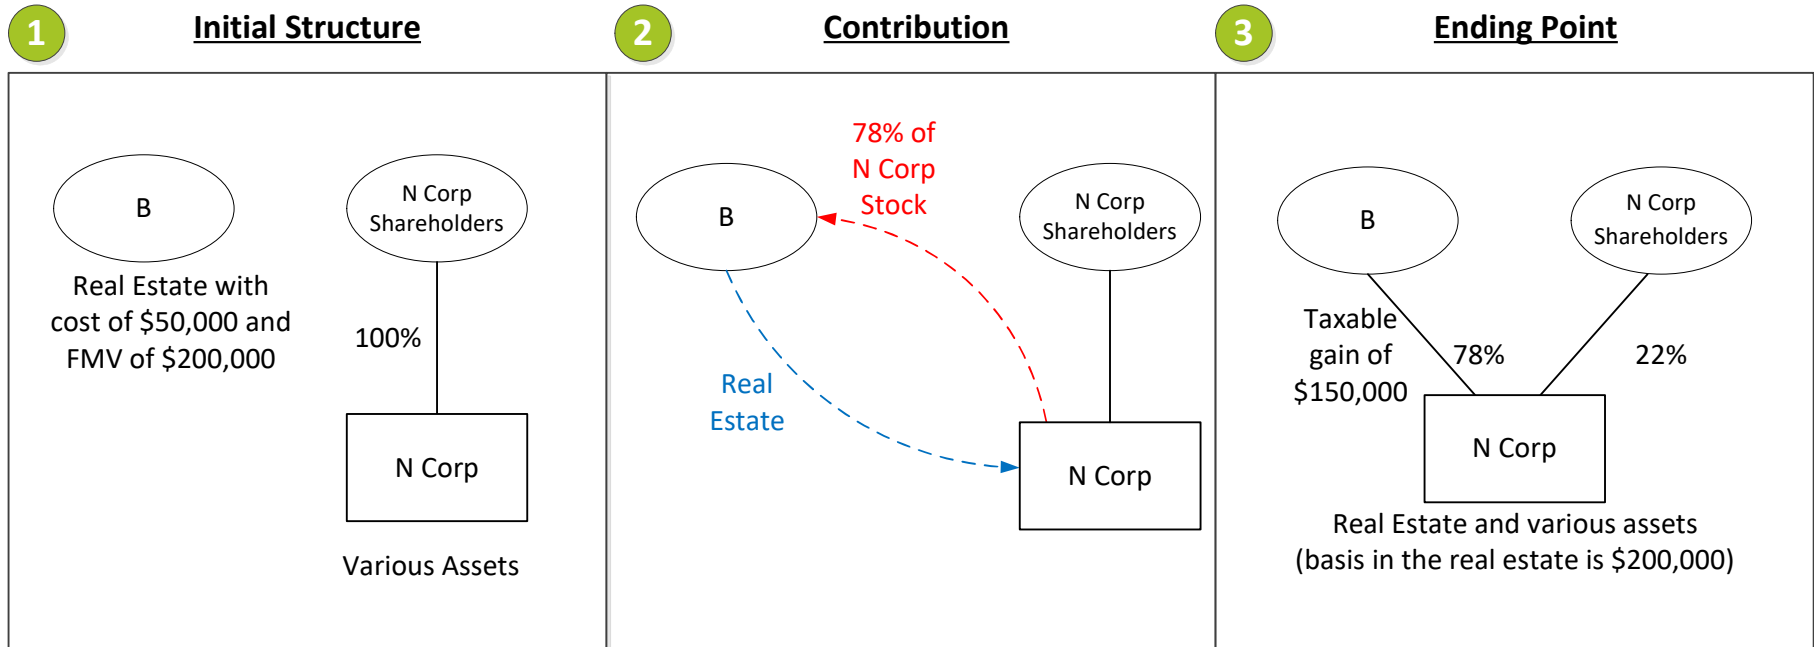 1
Initial Structure
B
N Corp
Shareholders
Real Estate with
cost of $50,000 and
FMV of $200,000
100%
N Corp
Various Assets
2
Contribution
78% of
N Corp
Stock
B
N Corp
Shareholders
Real
Estate
N Corp
3
Ending Point
B
N Corp
Shareholders
Taxable
gain of
$150,000
78%
22%
N Corp
Real Estate and various assets
(basis in the real estate is $200,000)